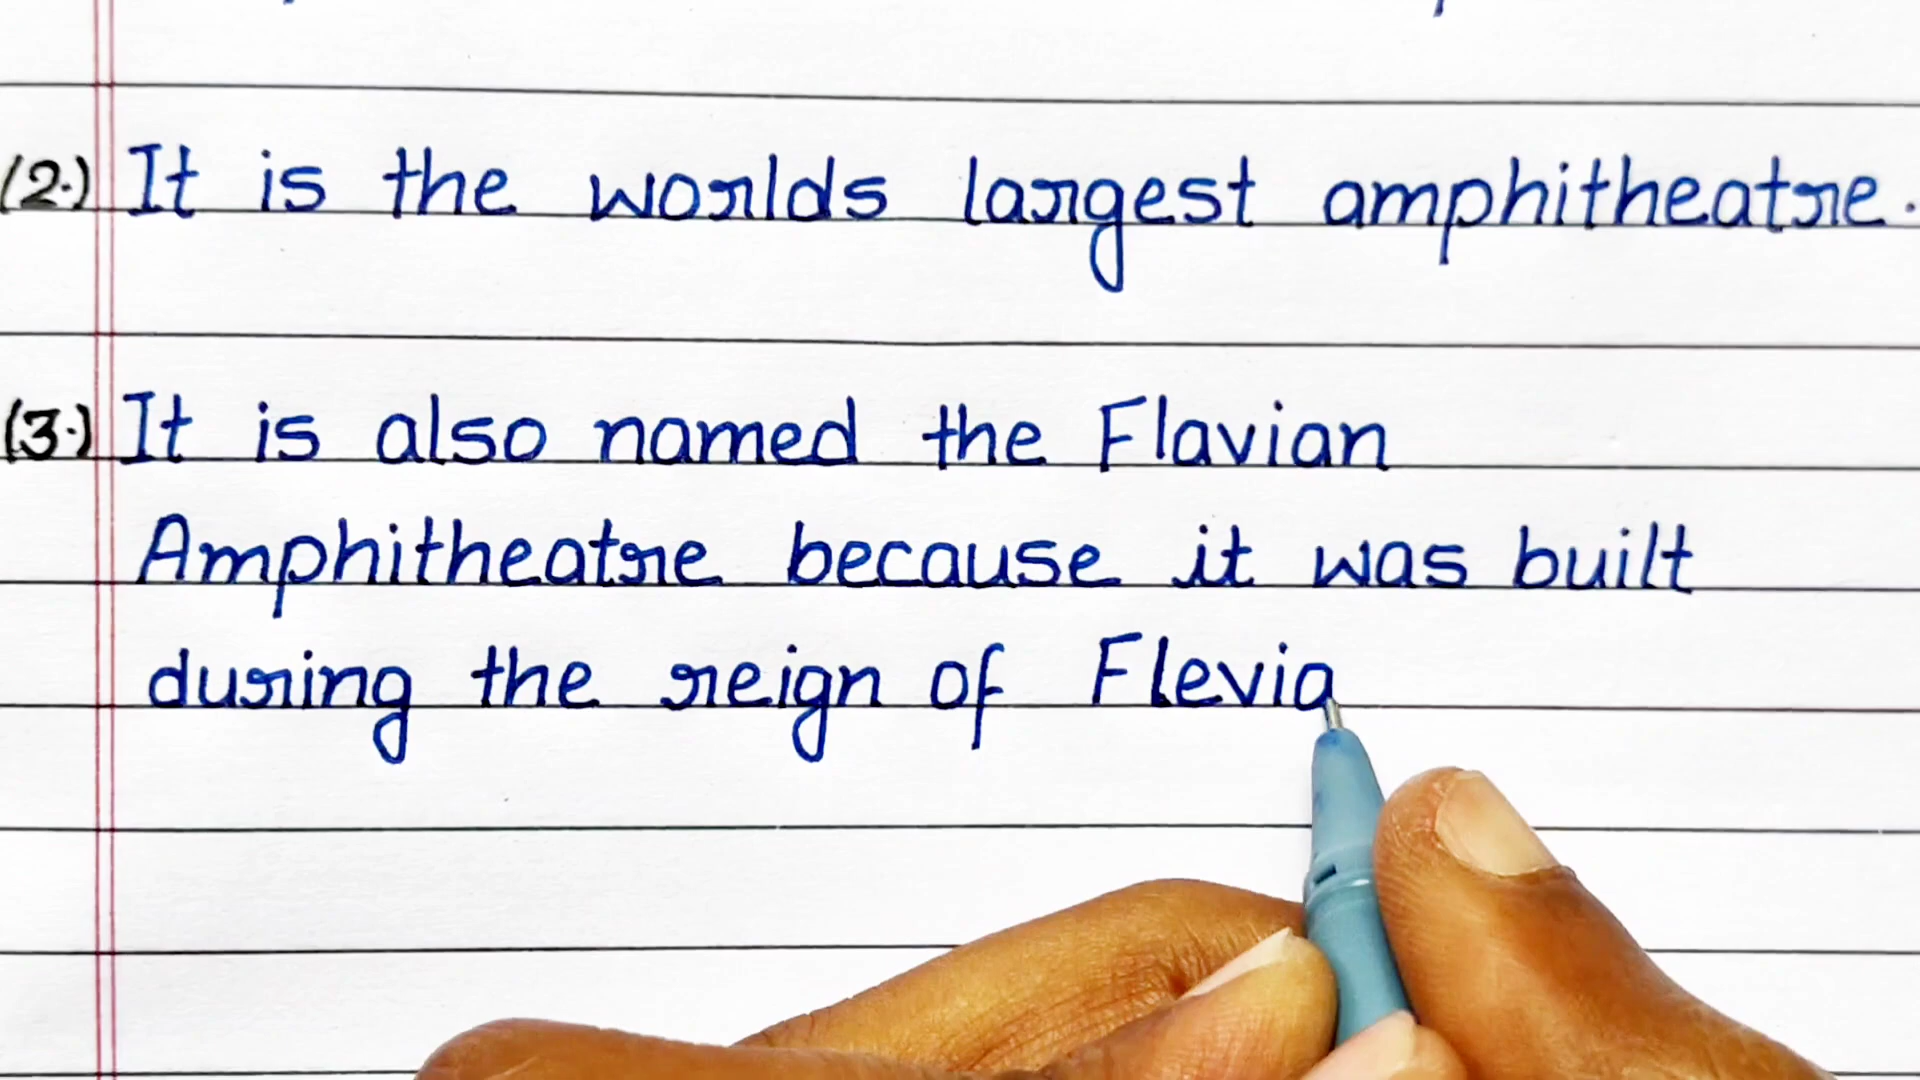 (2.) It is the worlds largest amphitheatre.
(3.) It is also named the Flavian
Amphitheatre because it was built
during the reign of Flevia